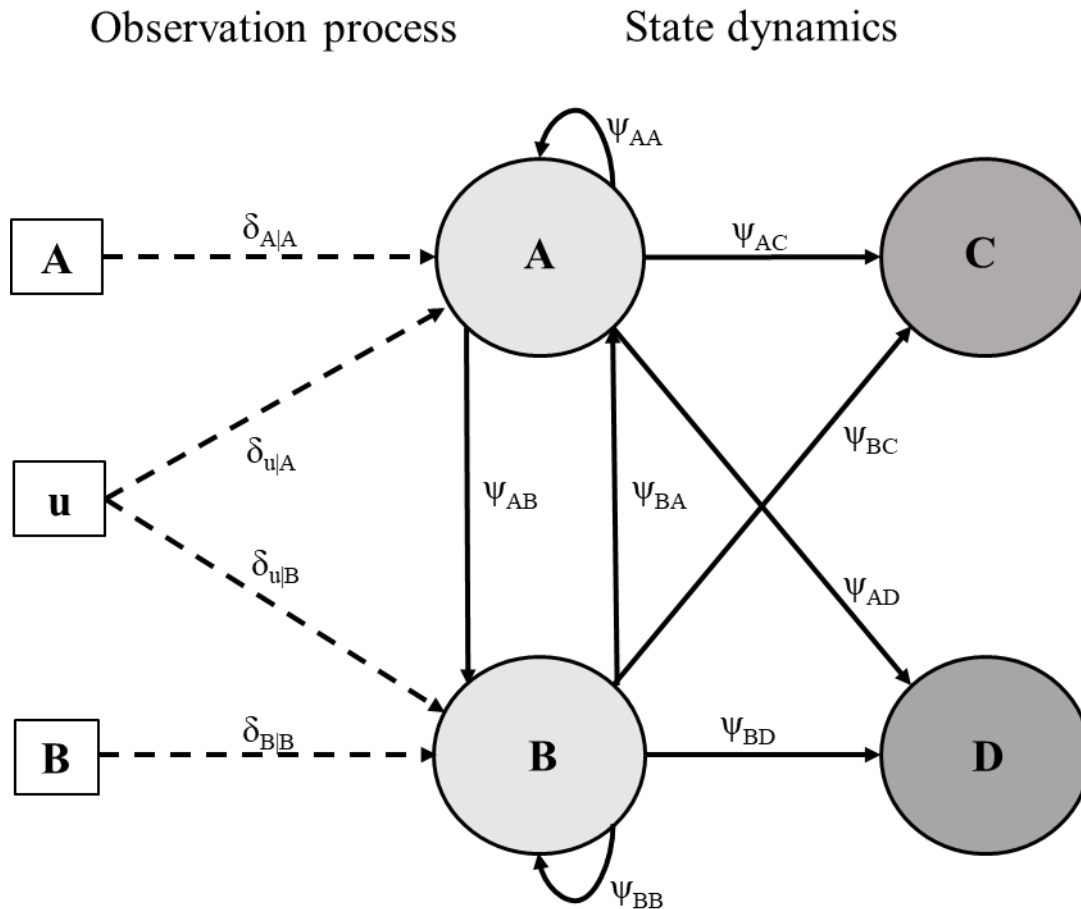 Observation process
State dynamics
ψAA
A
δA|A
A
ψAC
C
δu|A
ψBC
u
ψAB
ψBA
δu|B
ψAD
B
δB|B
B
ψBD
D
ψBB